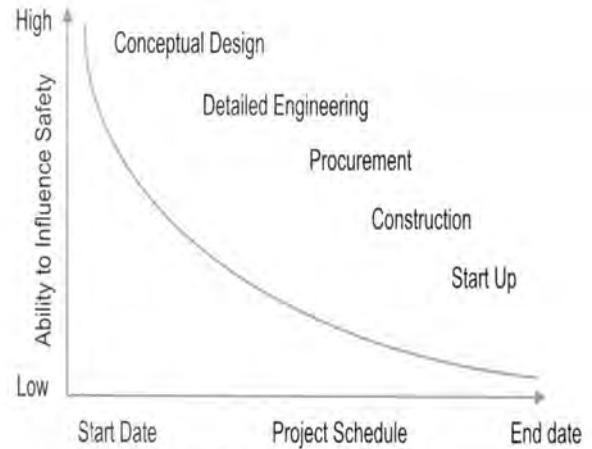 High
Conceptual Design
Detailed Engineering
Procurement
Construction
Start Up
Ability to Influence Safety
Low
Start Date
Project Schedule
End date